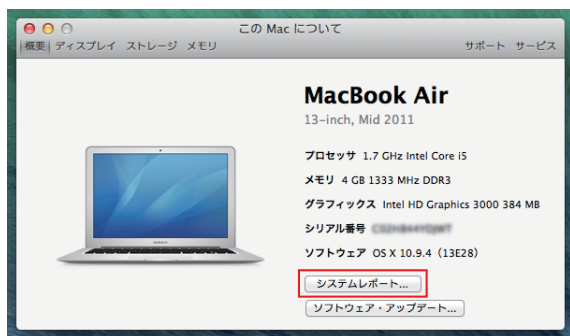 この Mac について
概要 ディスプレイ ストレージ メモリ サポート サービス
MacBook Air
13-inch, Mid 2011
プロセッサ 1.7 GHz Intel Core i5
メモリ 4 GB 1333 MHz DDR3
グラフィックス Intel HD Graphics 3000 384 MB
シリアル番号
ソフトウェア OS X 10.9.4 (13E28)
システムレポート...
ソフトウェア・アップデート...